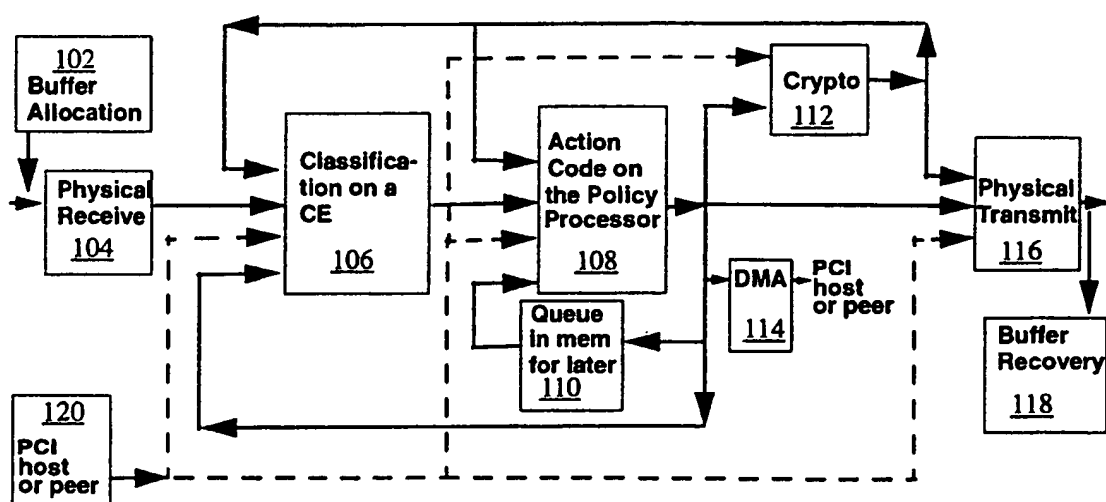 102
Buffer
Allocation
Physical
Receive
104
Classifica-
tion on a
CE
106
Action
Code on
the Policy
Processor
108
Crypto
112
Physical
Transmit
116
DMA
114
PCI
host
or peer
Queue
in mem
for later
110
Buffer
Recovery
118
120
PCI
host
or peer